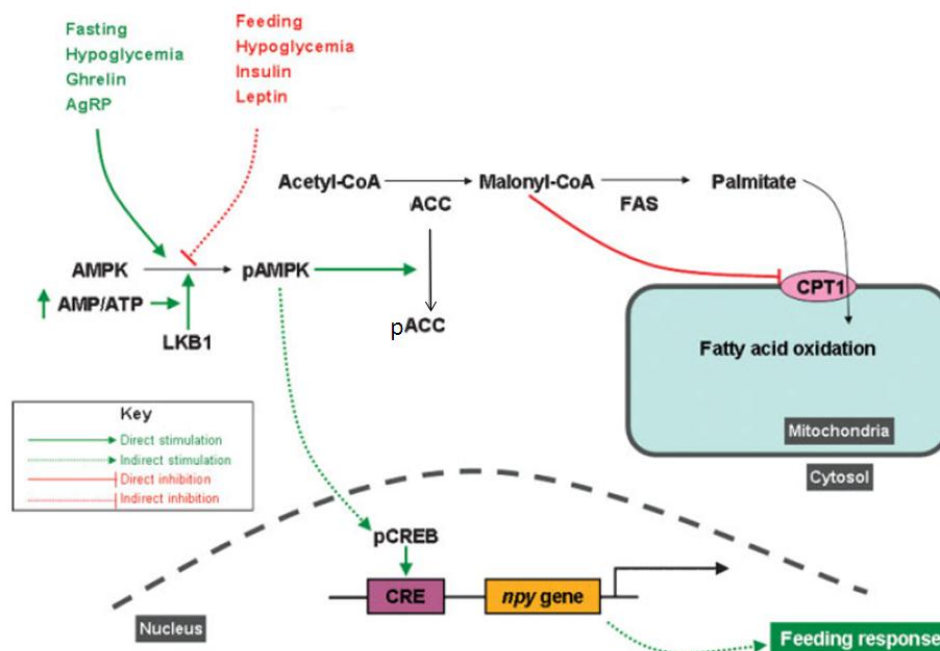 Fasting
Hypoglycemia
Ghrelin
AgRP
Feeding
Hypoglycemia
Insulin
Leptin
Acetyl-CoA
Malonyl-CoA
Palmitate
ACC
FAS
AMPK
pAMPK
CPT1
AMP/ATP
LKB1
pACC
Fatty acid oxidation
Key
Direct stimulation
Indirect stimulation
Direct inhibition
Indirect inhibition
Mitochondria
Cytosol
pCREB
CRE
npy gene
Nucleus
Feeding response